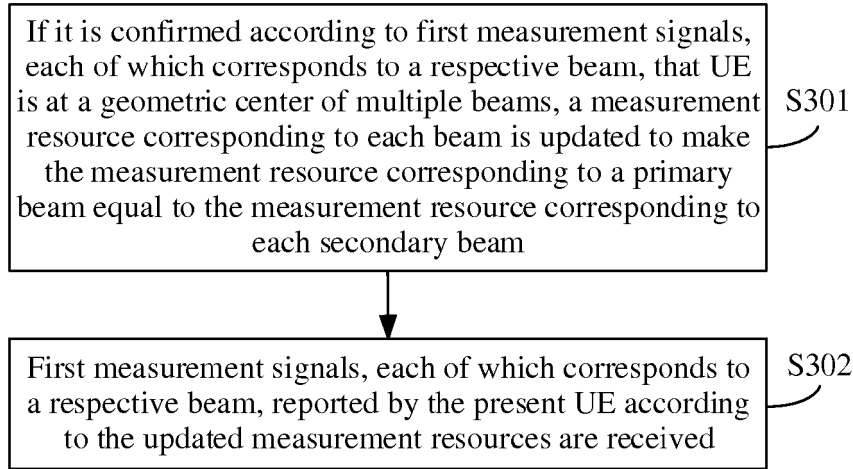 If it is confirmed according to first measurement signals,
each of which corresponds to a respective beam, that UE
is at a geometric center of multiple beams, a measurement
resource corresponding to each beam is updated to make
the measurement resource corresponding to a primary
beam equal to the measurement resource corresponding to
each secondary beam
S301
First measurement signals, each of which corresponds to
a respective beam, reported by the present UE according
to the updated measurement resources are received
S302